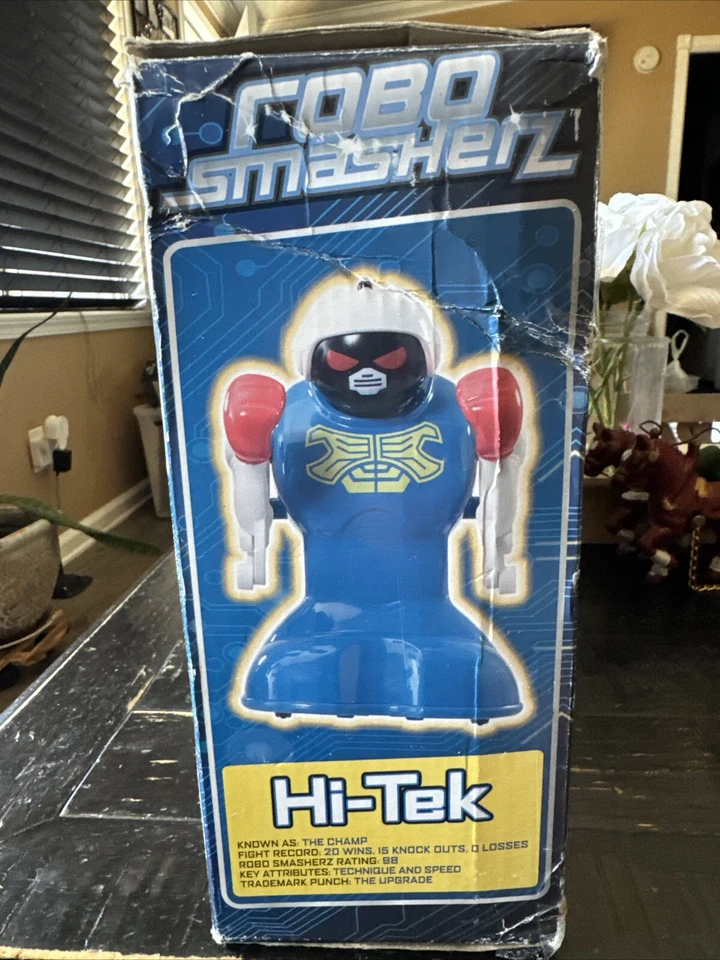 ROBO
SMASHERZ
Hi-Tek
KNOWN AS: THE CHAMP
FIGHT RECORD: 20 WINS, 15 KNOCK OUTS, 0 LOSSES
ROBO SMASHERZ RATING: 98
KEY ATTRIBUTES: TECHNIQUE AND SPEED
TRADEMARK PUNCH: THE UPGRADE